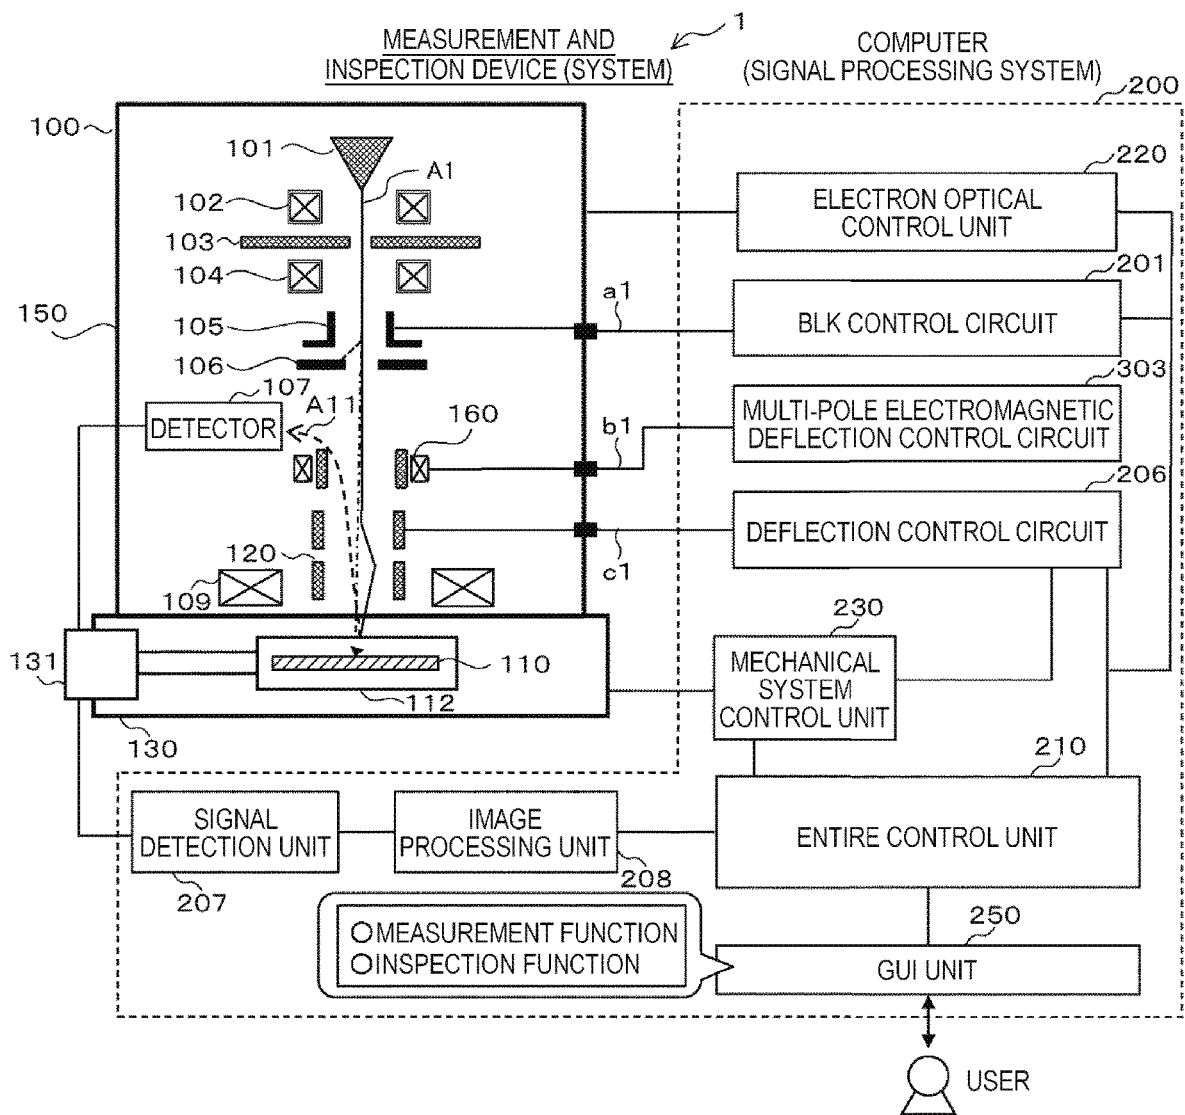 MEASUREMENT AND
INSPECTION DEVICE (SYSTEM)
1
COMPUTER
(SIGNAL PROCESSING SYSTEM)
200
100
101
A1
220
ELECTRON OPTICAL
CONTROL UNIT
102
103
104
201
BLK CONTROL CIRCUIT
a1
150
105
106
303
MULTI-POLE ELECTROMAGNETIC
DEFLECTION CONTROL CIRCUIT
107
DETECTOR
A11
160
b1
206
DEFLECTION CONTROL CIRCUIT
c1
120
109
230
MECHANICAL
SYSTEM
CONTROL UNIT
131
110
112
130
210
ENTIRE CONTROL UNIT
SIGNAL
DETECTION UNIT
207
IMAGE
PROCESSING UNIT
208
250
GUI UNIT
MEASUREMENT FUNCTION
INSPECTION FUNCTION
USER